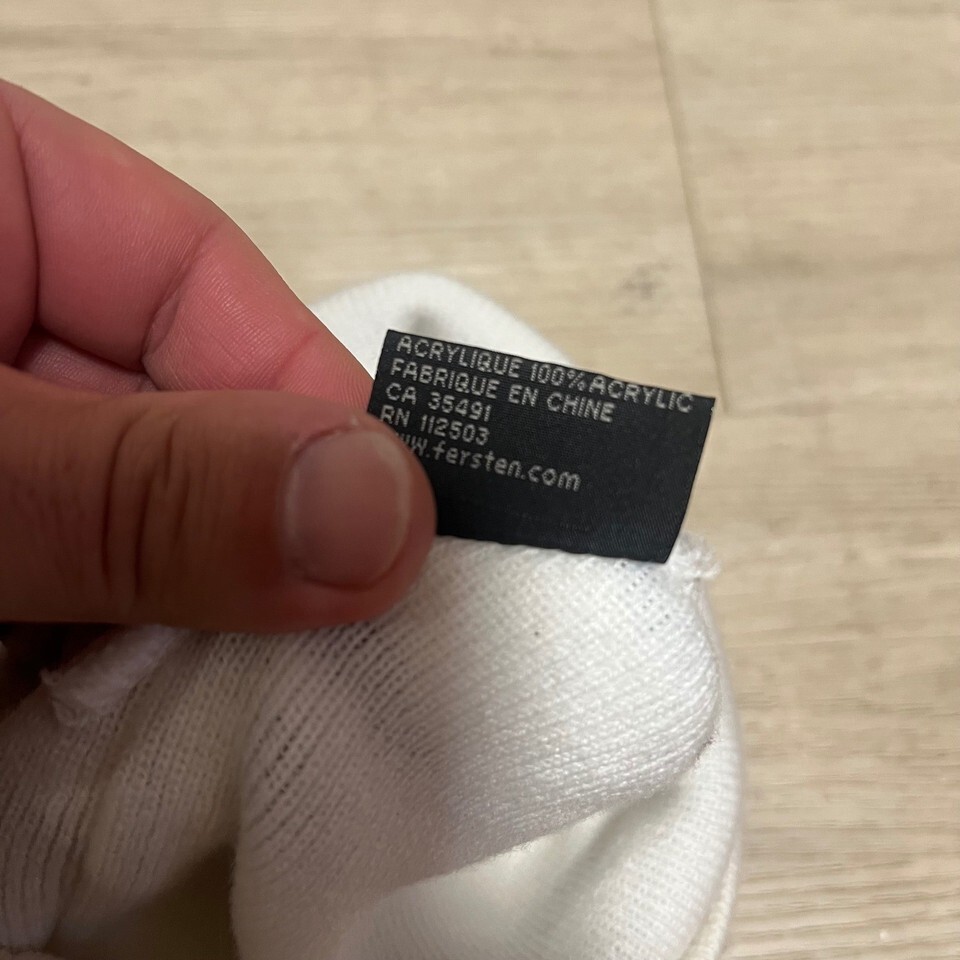 ACRYLIQUE 100% ACRYLIC
FABRIQUE EN CHINE
CA 35491
RN 112503
www.fersten.com